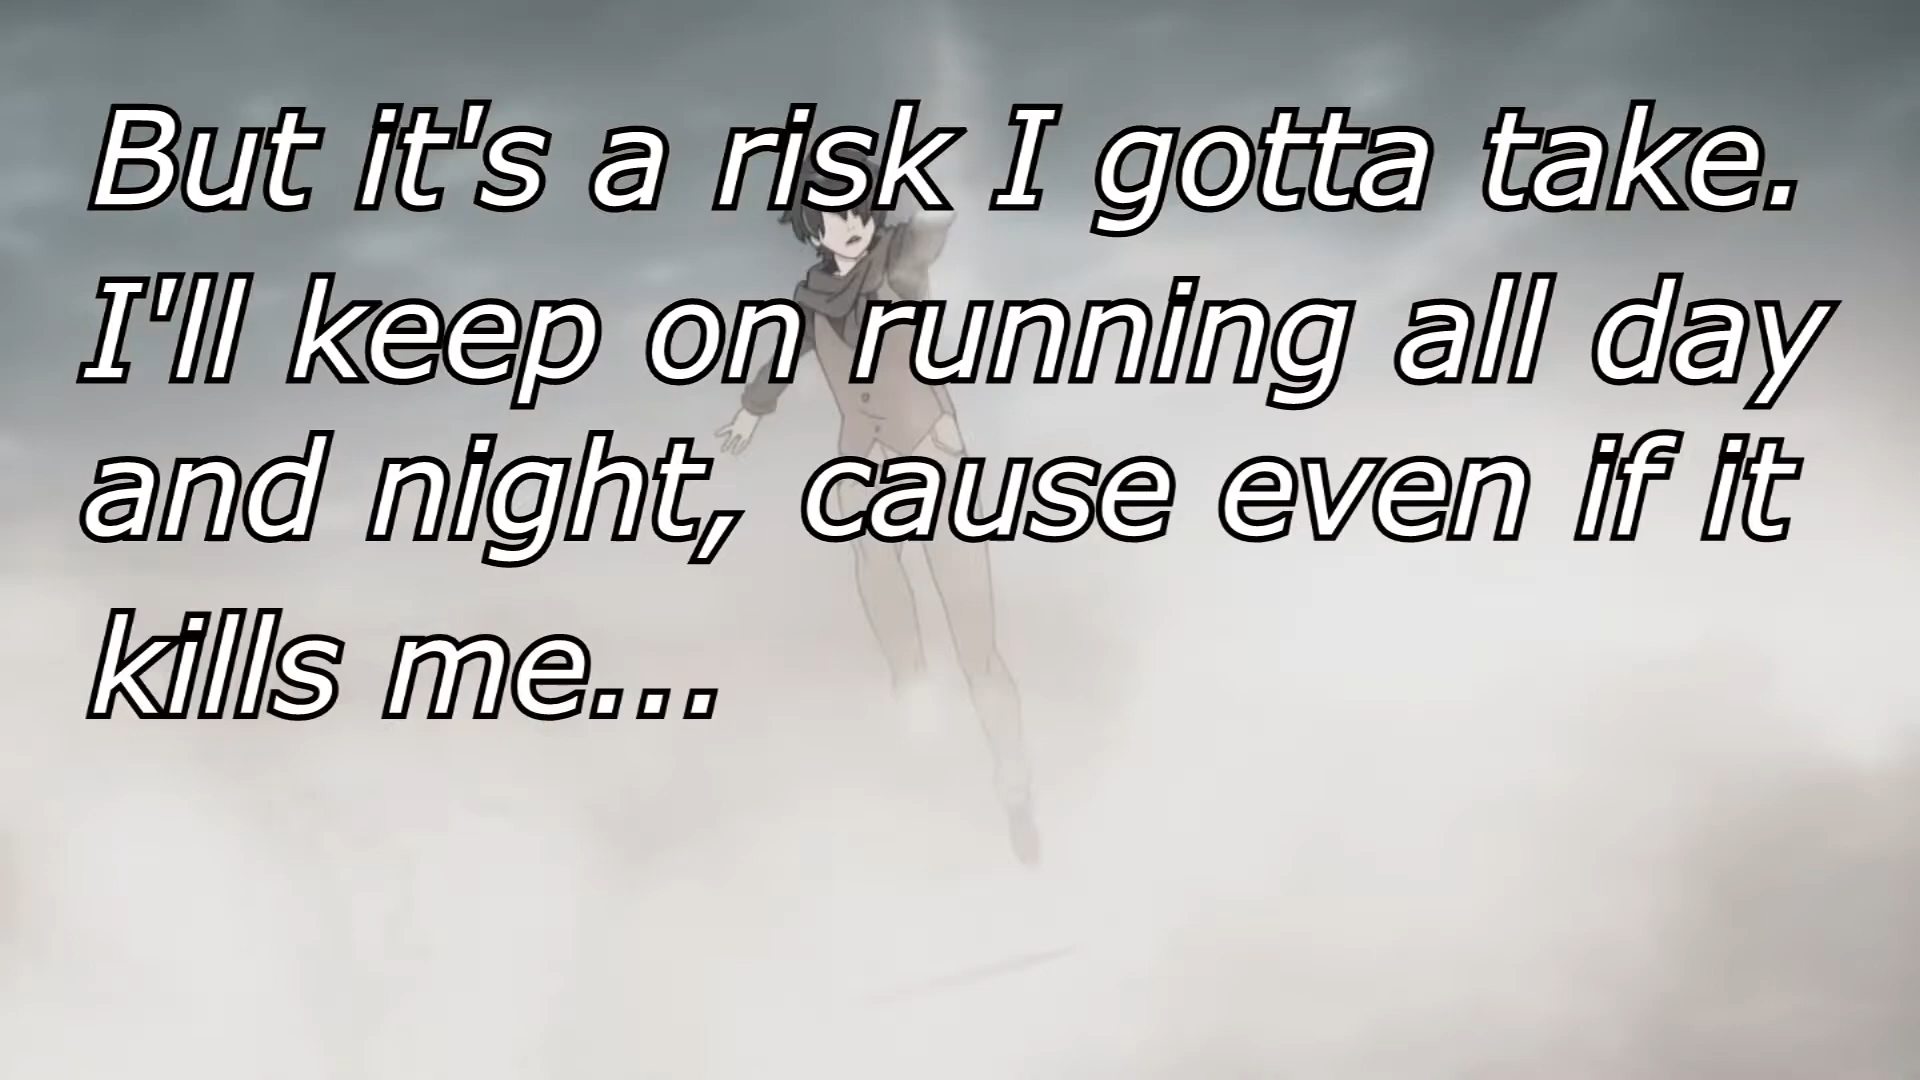 But it's a risk I gotta take.
I'll keep on running all day
and night, cause even if it
kills me...